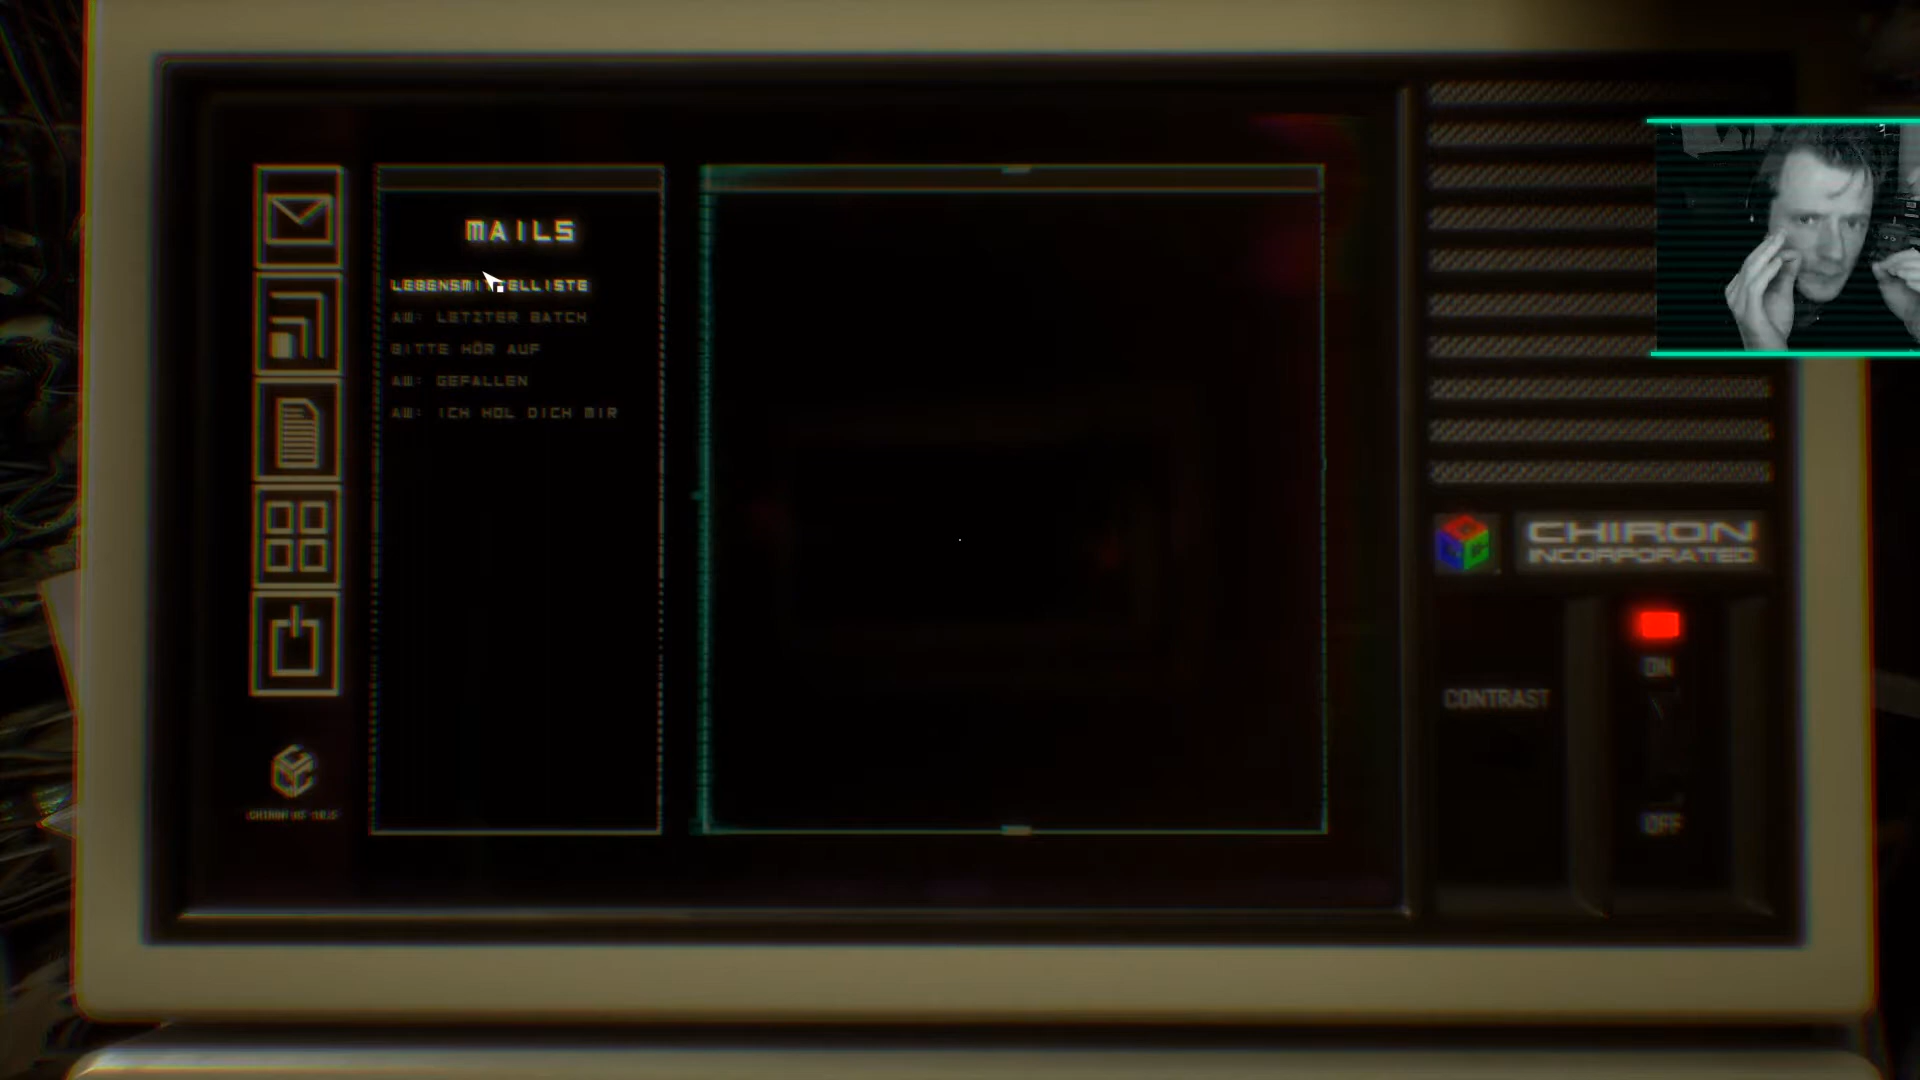 MAILS
LEBENSMITTELLISTE
AW: LETZTER BATCH
BITTE HÖR AUF
AW: GEFALLEN
AW: ICH HOL DICH MIR
CHIRON
INCORPORATED
ON
CONTRAST
OFF